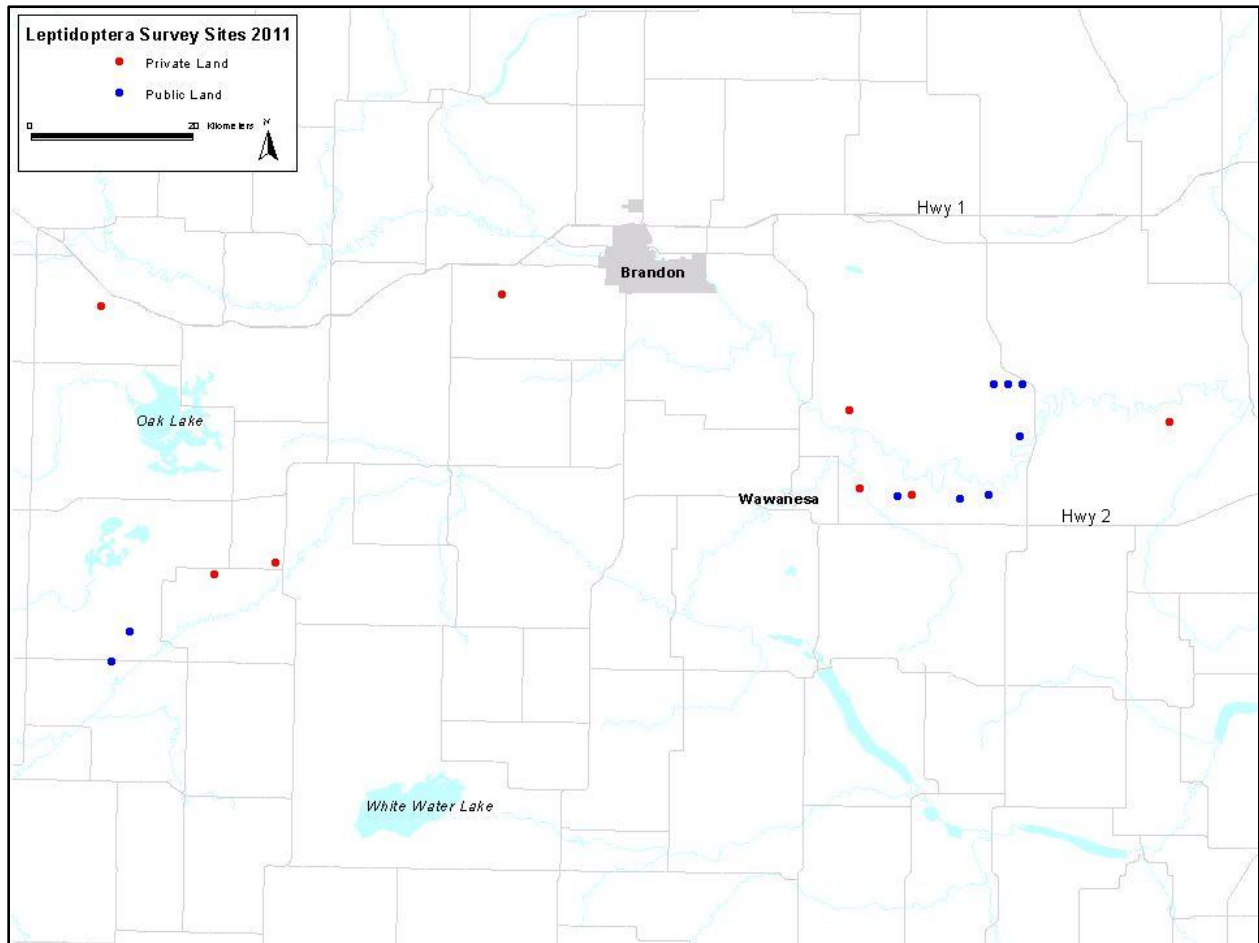 Leptidoptera Survey Sites 2011
Private Land
Public Land
0 20 Kilometers N
Hwy 1
Brandon
Oak Lake
Wawanesa
Hwy 2
White Water Lake